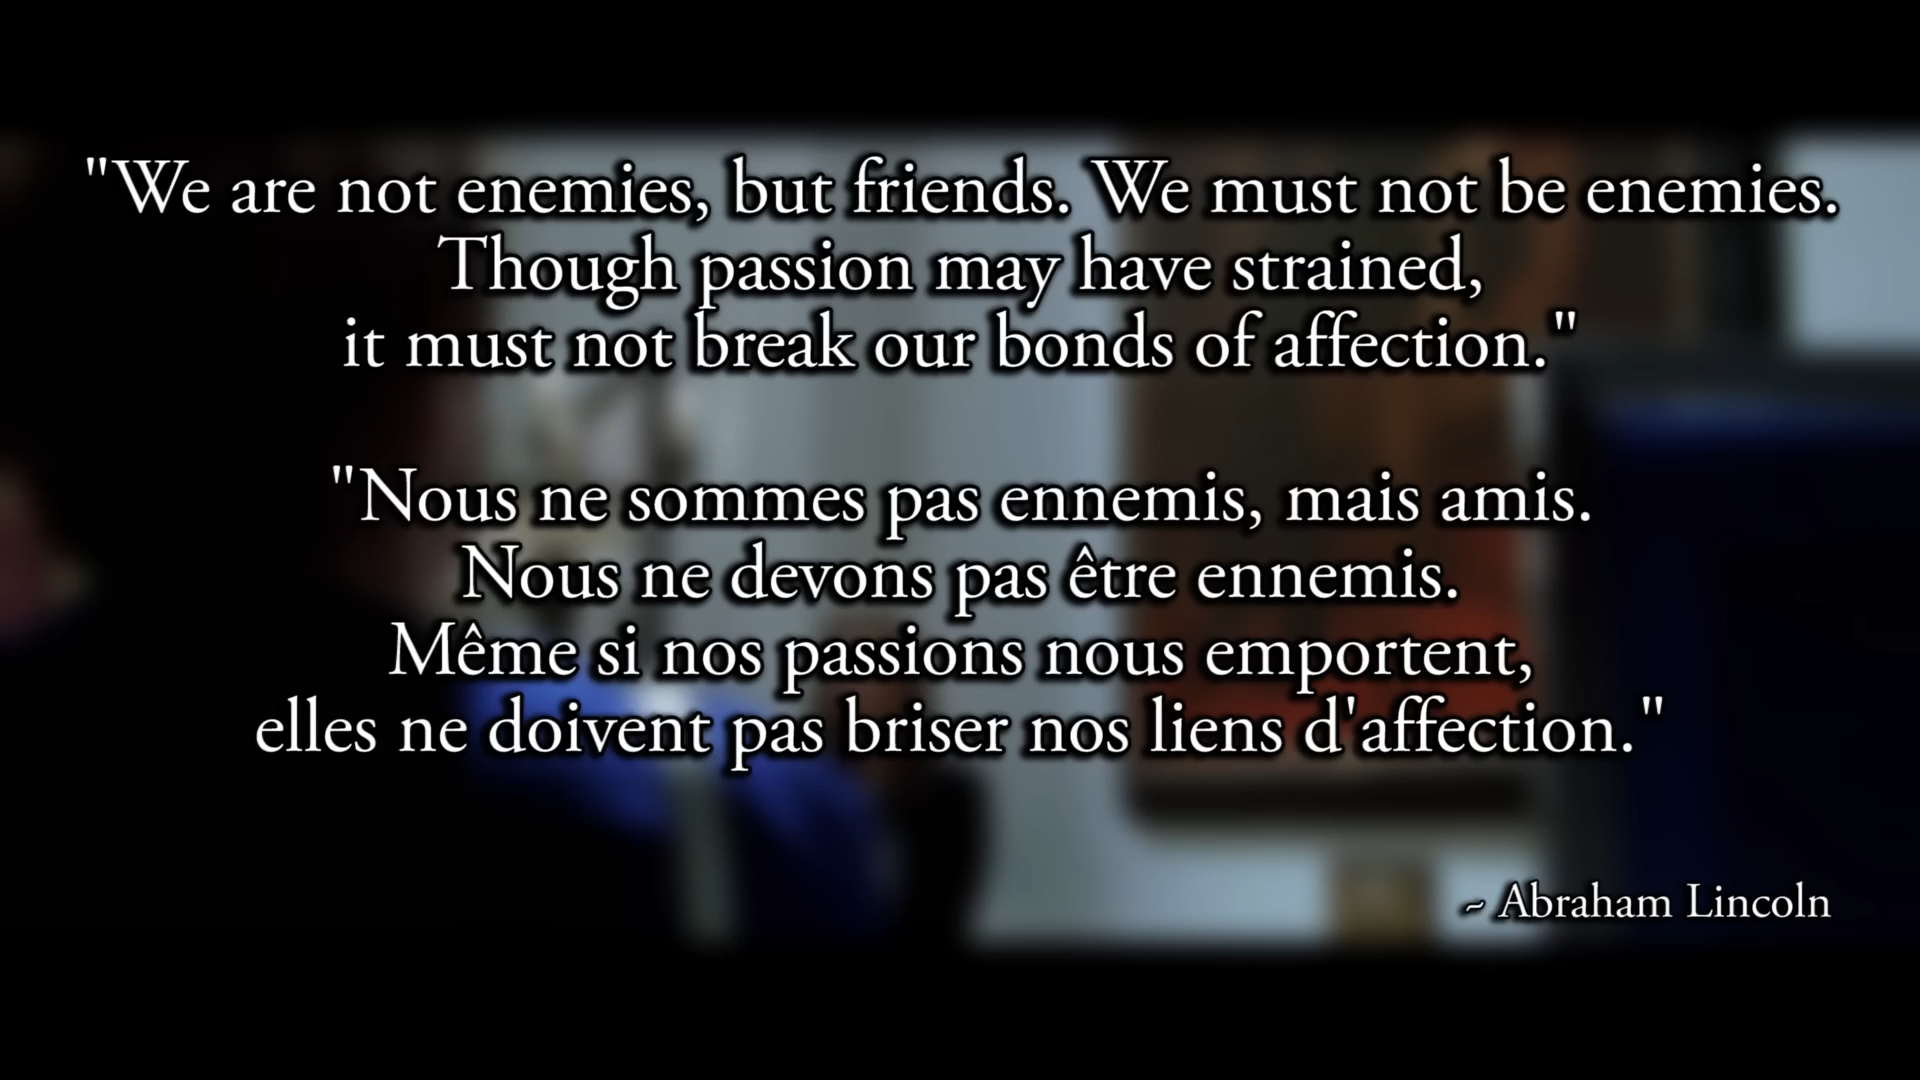 "We are not enemies, but friends. We must not be enemies.
Though passion may have strained,
it must not break our bonds of affection."
"Nous ne sommes pas ennemis, mais amis.
Nous ne devons pas être ennemis.
Même si nos passions nous emportent,
elles ne doivent pas briser nos liens d'affection."
~ Abraham Lincoln